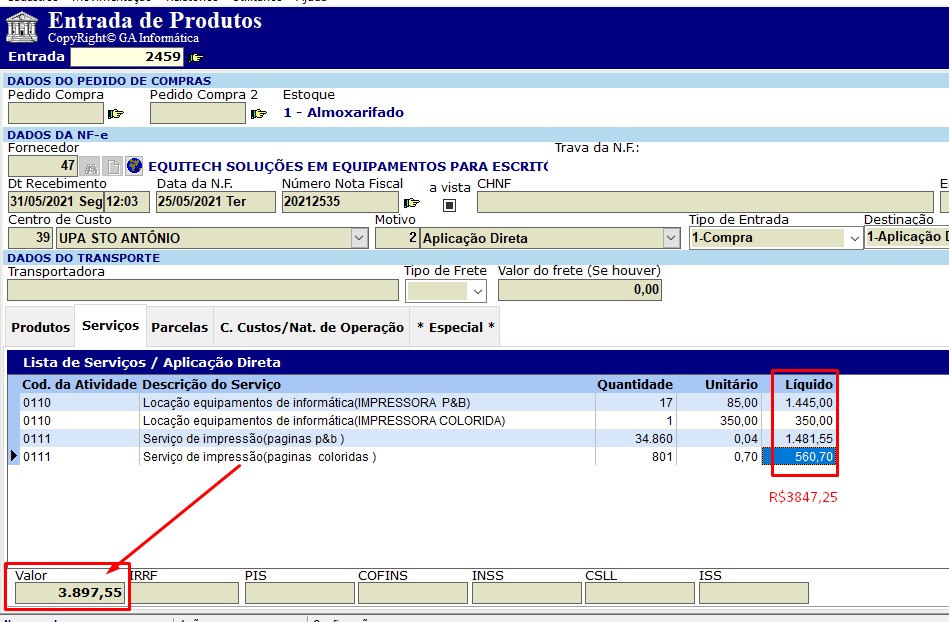 Entrada de Produtos
CopyRight© GA Informática
Entrada 2459
DADOS DO PEDIDO DE COMPRAS
Pedido Compra Pedido Compra 2 Estoque
1 - Almoxarifado
DADOS DA NF-e
Fornecedor Trava da N.F.:
47 EQUITECH SOLUÇÕES EM EQUIPAMENTOS PARA ESCRITO
Dt Recebimento Data da N.F. Número Nota Fiscal a vista CHNF
31/05/2021 Seg 12:03 25/05/2021 Ter 20212535
Centro de Custo Motivo Tipo de Entrada Destinação
39 UPA STO ANTÔNIO 2 Aplicação Direta 1-Compra 1-Aplicação
DADOS DO TRANSPORTE
Transportadora Tipo de Frete Valor do frete (Se houver)
0,00
Produtos Serviços Parcelas C. Custos/Nat. de Operação * Especial *
Lista de Serviços / Aplicação Direta
Cod. da Atividade Descrição do Serviço Quantidade Unitário Líquido
0110 Locação equipamentos de informática(IMPRESSORA P&B) 17 85,00 1.445,00
0110 Locação equipamentos de informática(IMPRESSORA COLORIDA) 1 350,00 350,00
0111 Serviço de impressão(paginas p&b ) 34.860 0,04 1.481,55
0111 Serviço de impressão(paginas coloridas ) 801 0,70 560,70
R$3847,25
Valor IRRF PIS COFINS INSS CSLL ISS
3.897,55